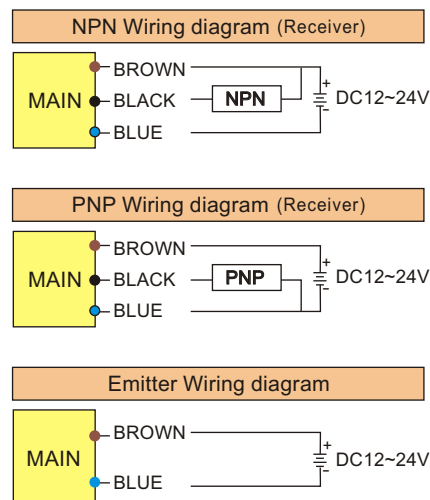 NPN Wiring diagram (Receiver)
BROWN
MAIN BLACK NPN + - DC12~24V
BLUE
PNP Wiring diagram (Receiver)
BROWN
MAIN BLACK PNP + - DC12~24V
BLUE
Emitter Wiring diagram
BROWN
MAIN + - DC12~24V
BLUE